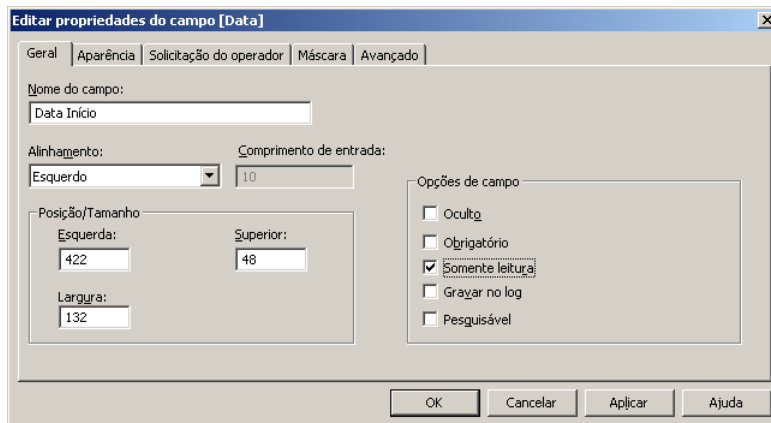 Editar propriedades do campo [Data]
Geral Aparência Solicitação do operador Máscara Avançado
Nome do campo:
Data Início
Alinhamento: Comprimento de entrada:
Esquerdo 10
Opções de campo
Oculto
Obrigatório
Somente leitura
Gravar no log
Pesquisável
Posição/Tamanho
Esquerda: Superior:
422 48
Largura:
132
OK Cancelar Aplicar Ajuda